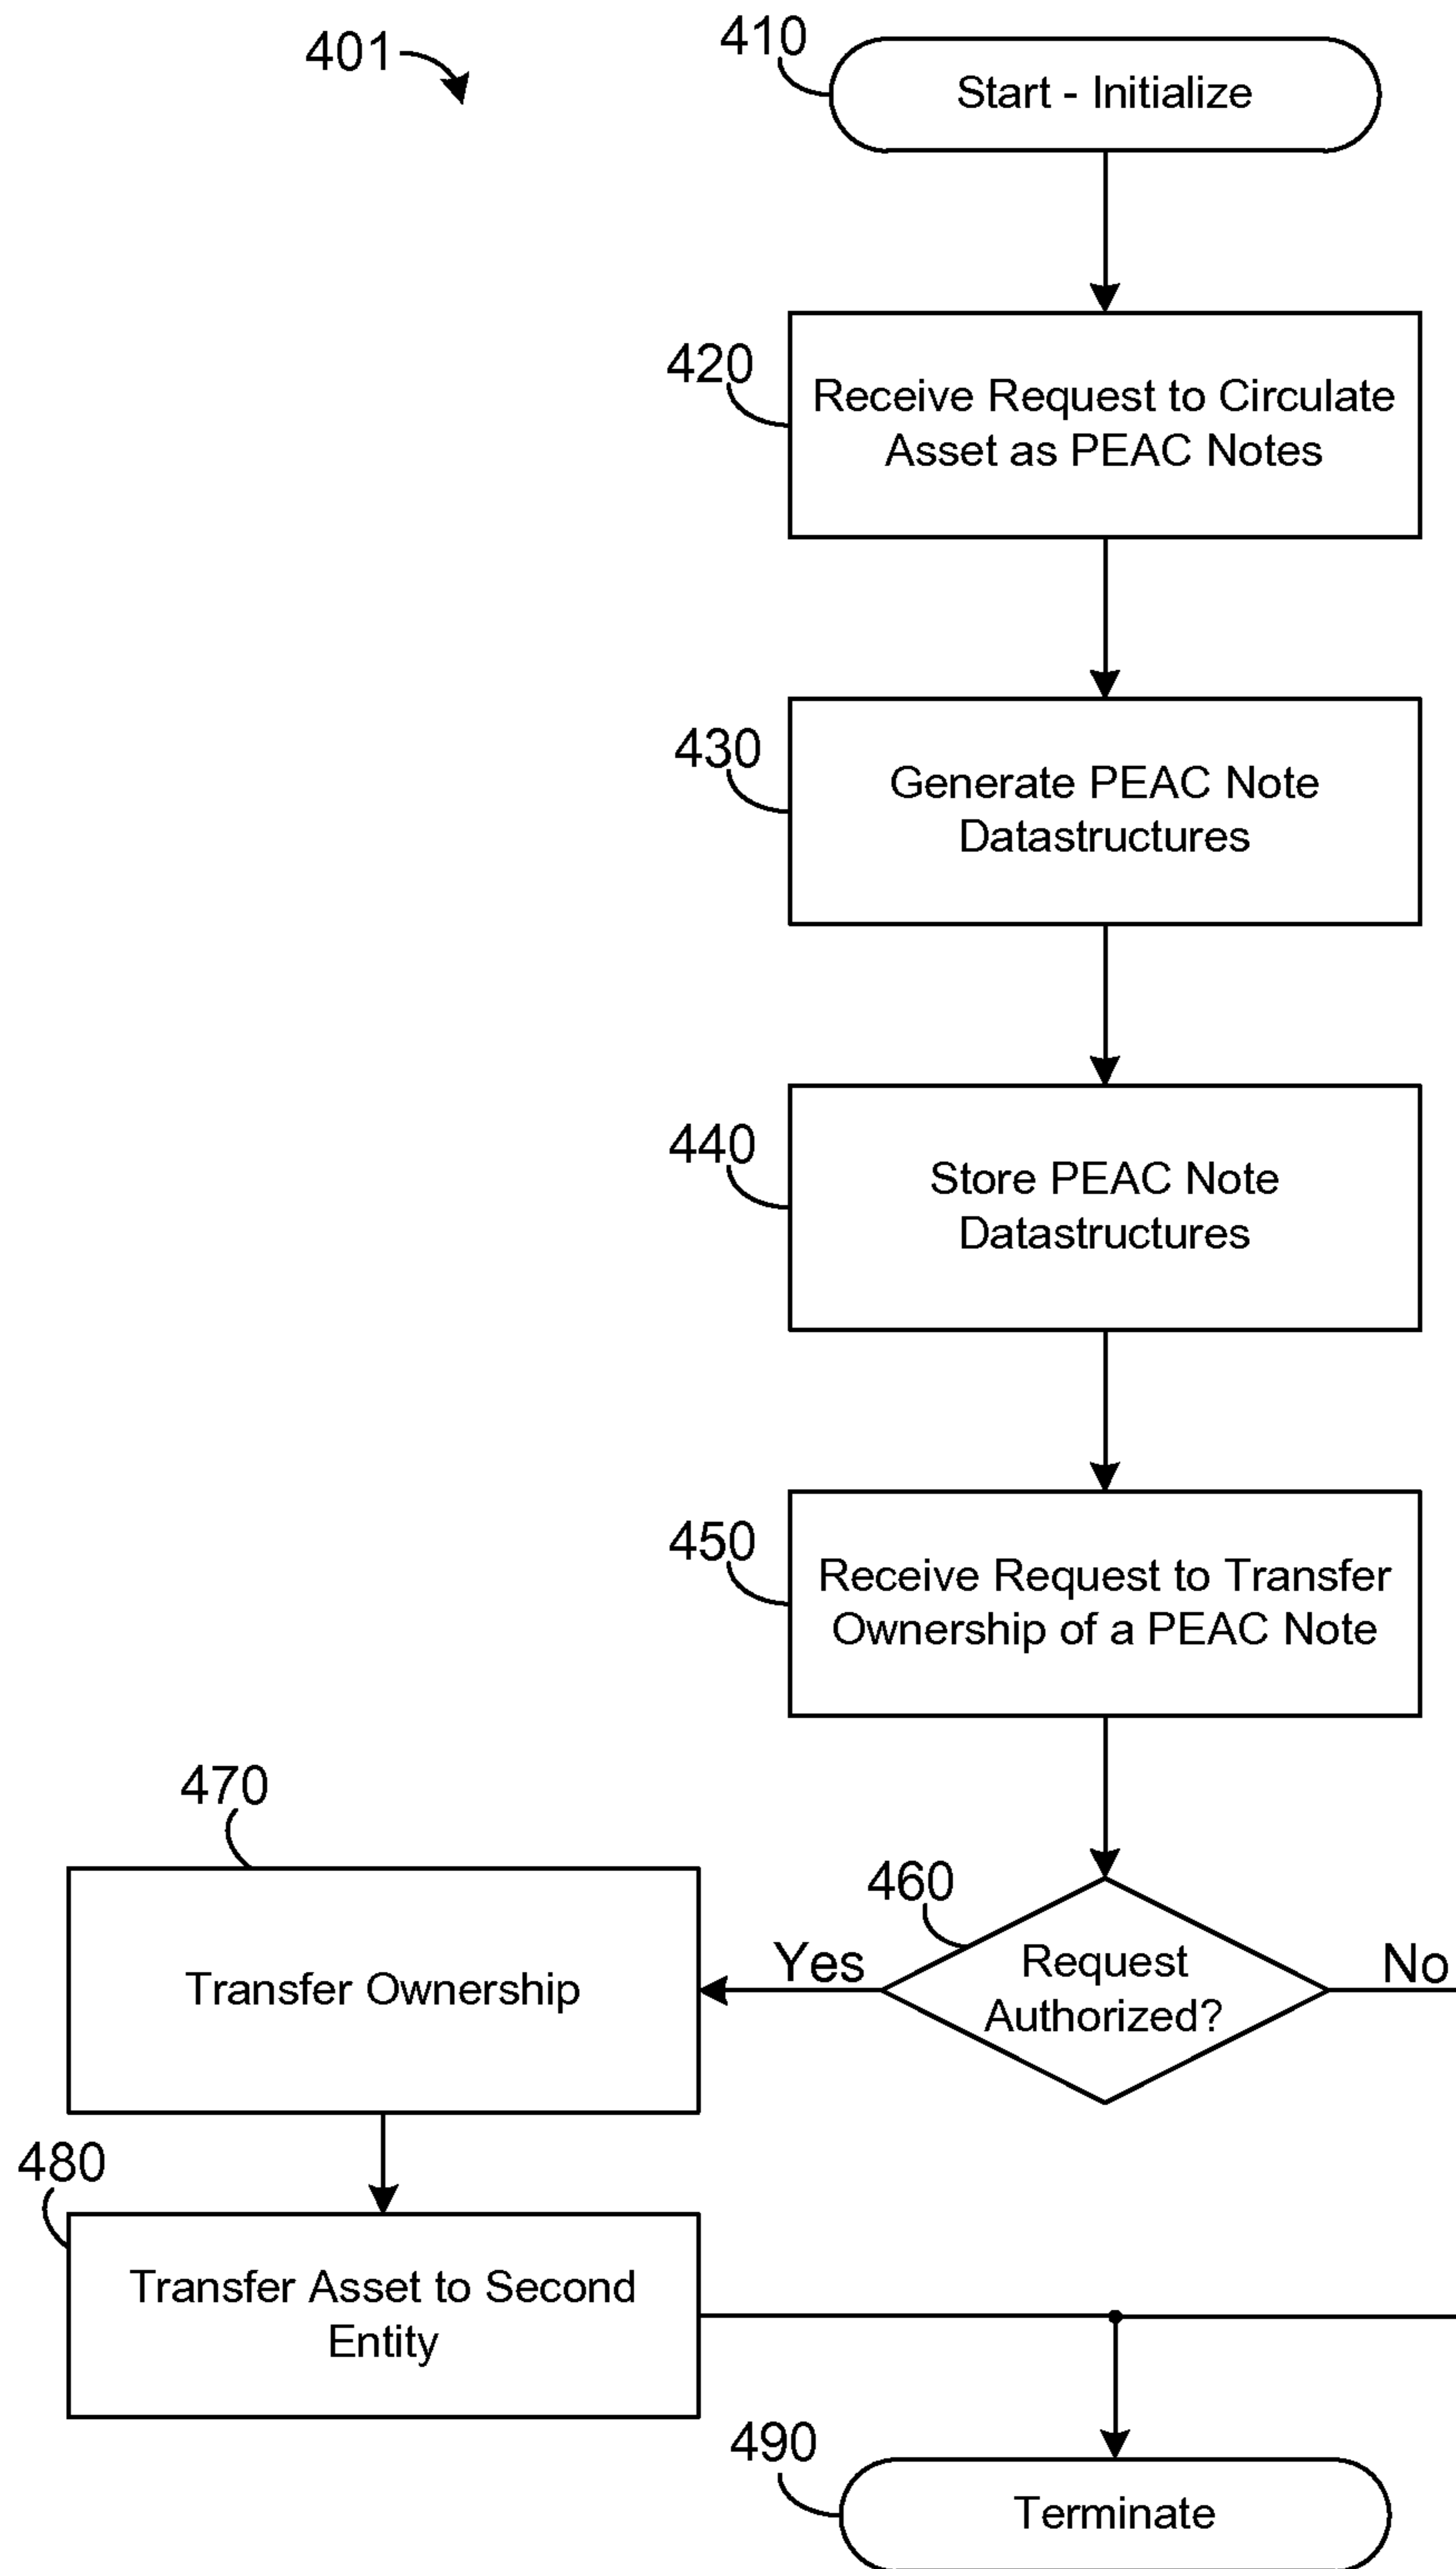 401
410
Start - Initialize
420
Receive Request to Circulate
Asset as PEAC Notes
430
Generate PEAC Note
Datastructures
440
Store PEAC Note
Datastructures
450
Receive Request to Transfer
Ownership of a PEAC Note
470
460
Yes
Request
Authorized?
No
Transfer Ownership
480
Transfer Asset to Second
Entity
490
Terminate